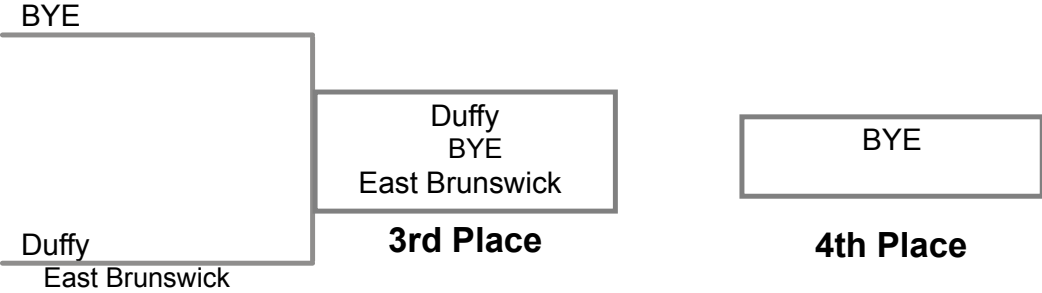 BYE
Duffy
BYE
East Brunswick
3rd Place
BYE
4th Place
Duffy
East Brunswick